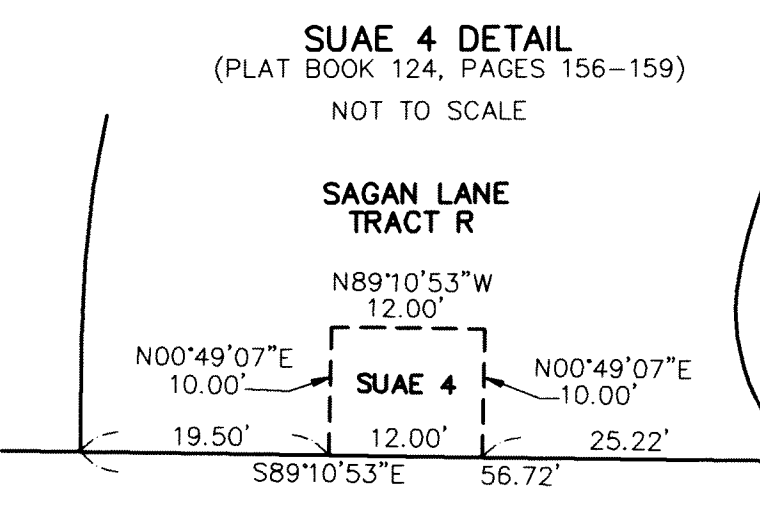 SUAE 4 DETAIL
(PLAT BOOK 124, PAGES 156-159)
NOT TO SCALE
SAGAN LANE
TRACT R
N89°10'53"W
12.00'
N00°49'07"E
10.00'
SUAE 4
N00°49'07"E
10.00'
19.50'
12.00'
25.22'
S89°10'53"E
56.72'